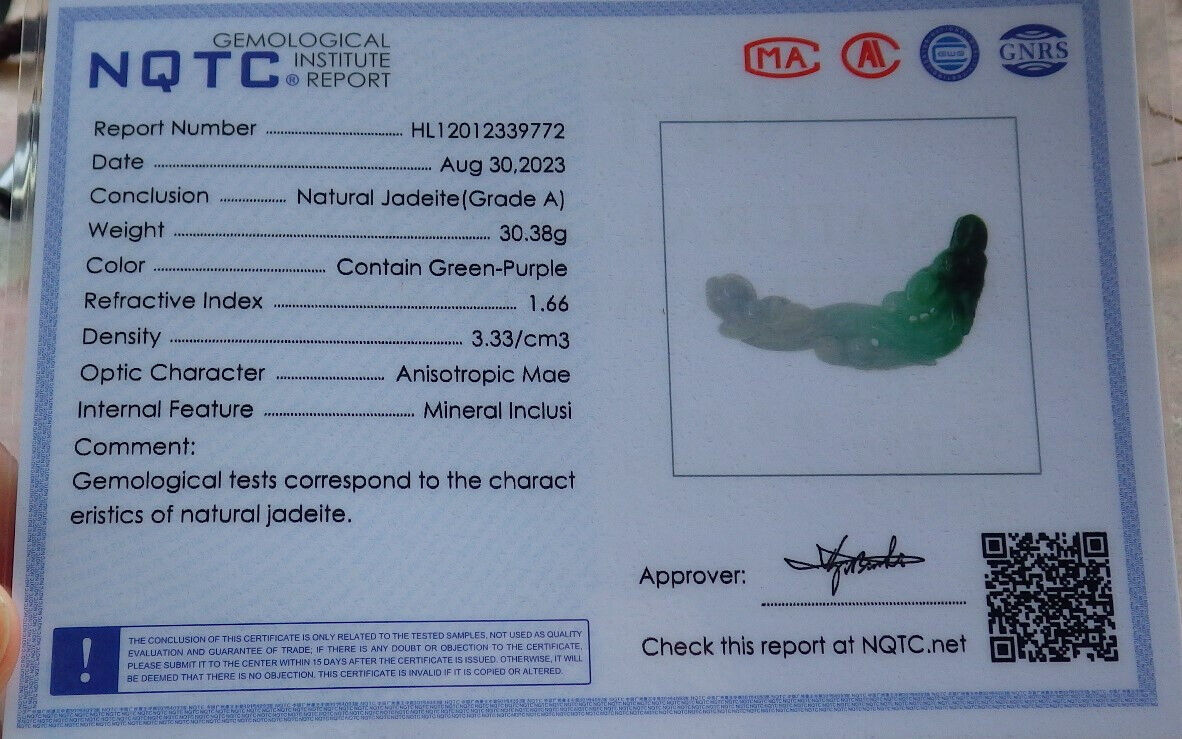 GEMOLOGICAL
INSTITUTE
NQTC® REPORT
MA
GNRS
Report Number HL12012339772
Date Aug 30,2023
Conclusion Natural Jadeite(Grade A)
Weight 30.38g
Color Contain Green-Purple
Refractive Index 1.66
Density 3.33/cm3
Optic Character Anisotropic Mae
Internal Feature Mineral Inclusi
Comment:
Gemological tests correspond to the charact
eristics of natural jadeite.
Approver:
Check this report at NQTC.net
! THE CONCLUSION OF THIS CERTIFICATE IS ONLY RELATED TO THE TESTED SAMPLES, NOT USED AS QUALITY
EVALUATION AND GUARANTEE OF TRADE; IF THERE IS ANY DOUBT OR OBJECTION TO THE CERTIFICATE,
PLEASE SUBMIT IT TO THE CENTER WITHIN 15 DAYS AFTER THE CERTIFICATE IS ISSUED. OTHERWISE, IT WILL
BE DEEMED THAT THERE IS NO OBJECTION. THIS CERTIFICATE IS INVALID IF IT IS COPIED OR ALTERED.